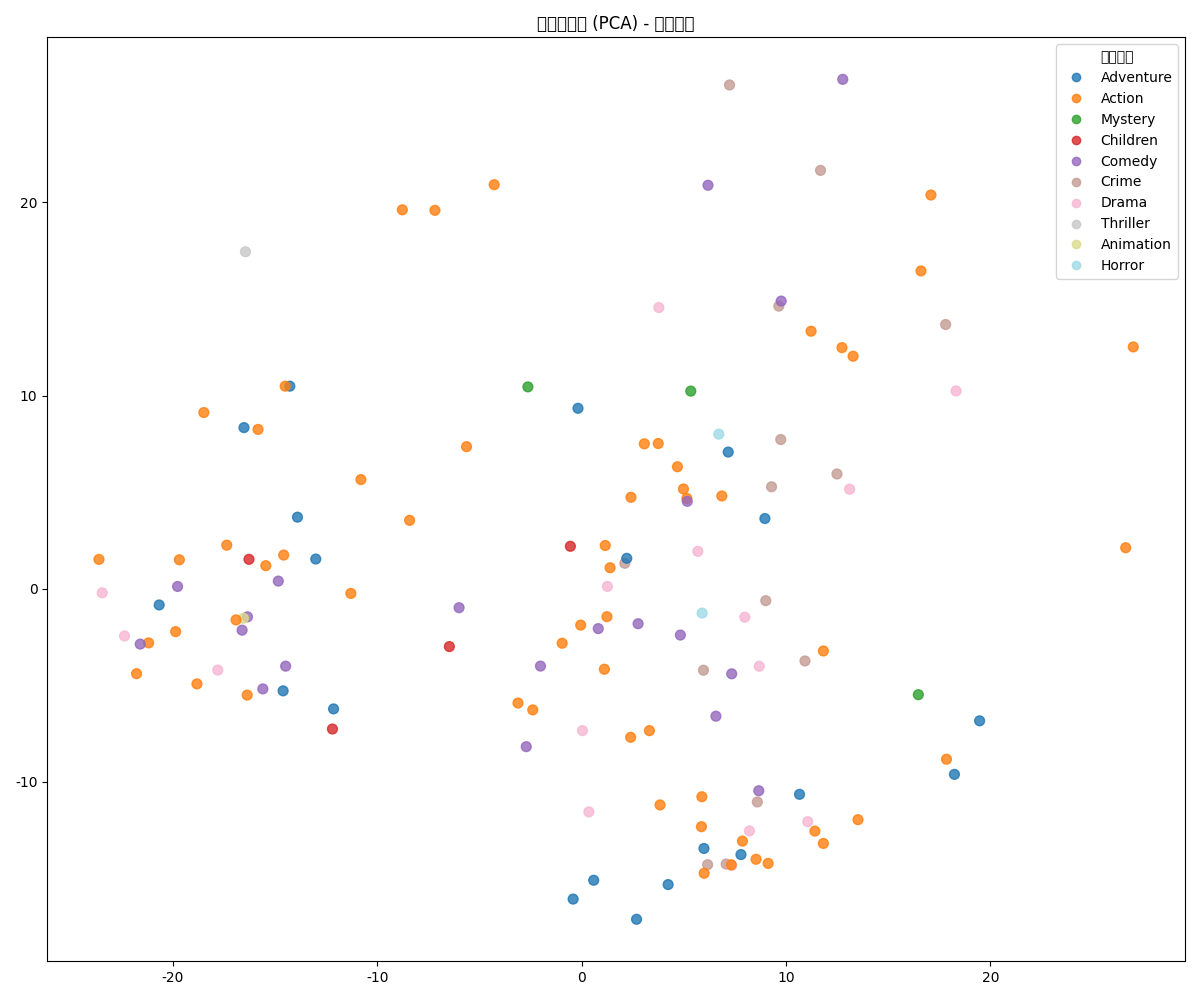 (PCA) -
Adventure
Action
Mystery
Children
Comedy
Crime
Drama
Thriller
Animation
Horror
20
10
0
-10
-20
-10
0
10
20